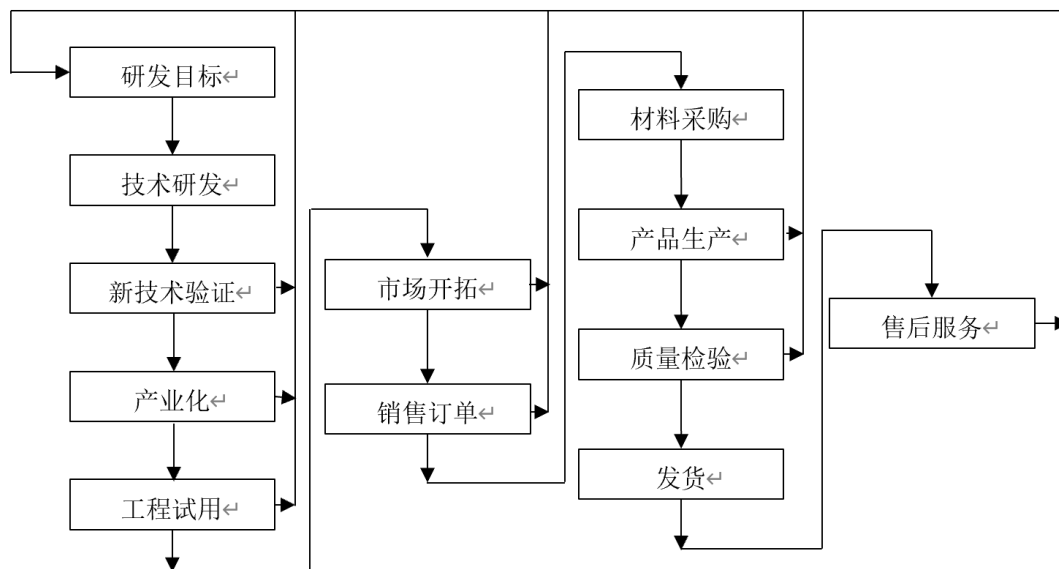 研发目标↵
技术研发↵
新技术验证↵
产业化↵
工程试用↵
市场开拓↵
销售订单↵
材料采购↵
产品生产↵
质量检验↵
发货↵
售后服务↵